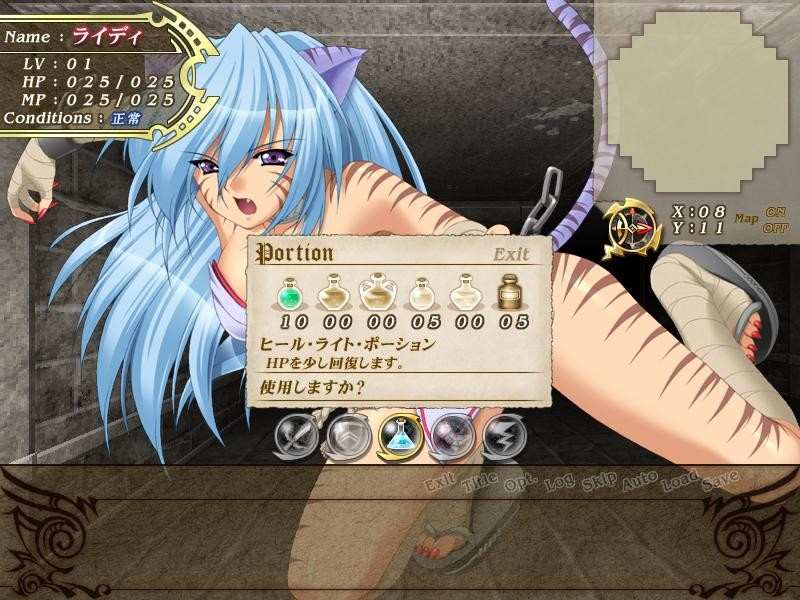 Name : ライディ
LV : 01
HP : 025/025
MP : 025/025
Conditions : 正常
X:08
Y:11
Map ON
OFF
Portion Exit
10 00 00 05 00 05
ヒール・ライト・ポーション
HPを少し回復します。
使用しますか?
Exit Title Opt. Log Skip Auto Load Save